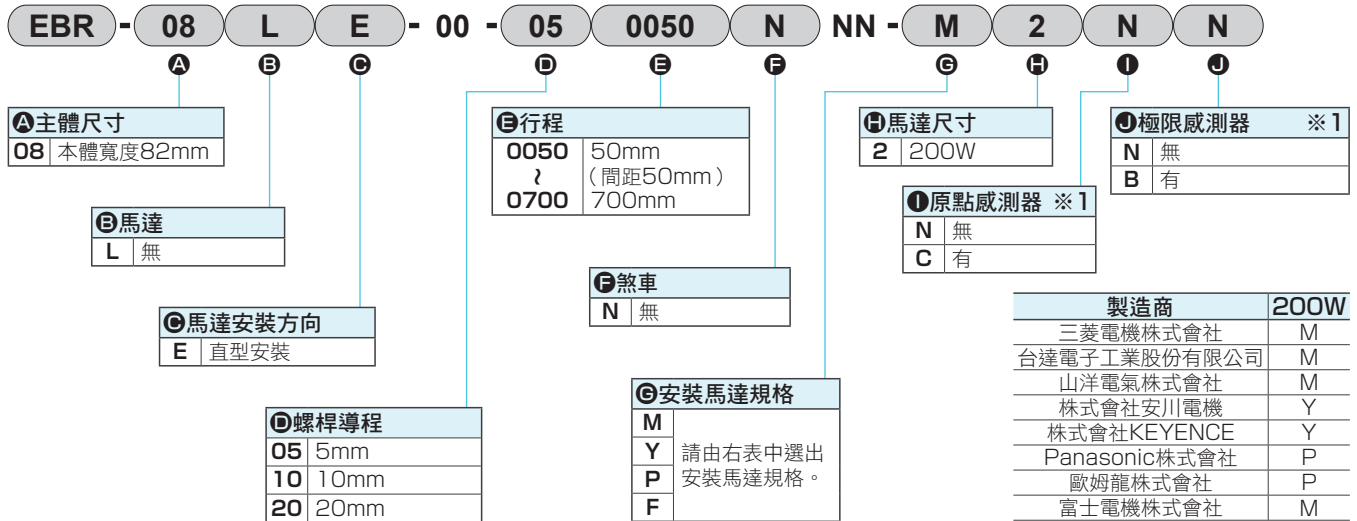 EBR - 08 L E - 00 - 05 0050 N NN - M 2 N N
A B C D E F G H I J
A主體尺寸
08 本體寬度82mm
B馬達
L 無
C馬達安裝方向
E 直型安裝
D螺桿導程
05 5mm
10 10mm
20 20mm
E行程
0050 50mm
~ (間距50mm)
0700 700mm
F煞車
N 無
G安裝馬達規格
M
Y
P
F
請由右表中選出
安裝馬達規格。
H馬達尺寸
2 200W
I原點感測器 ※1
N 無
C 有
J極限感測器 ※1
N 無
B 有
製造商 200W
三菱電機株式會社 M
台達電子工業股份有限公司 M
山洋電氣株式會社 M
株式會社安川電機 Y
株式會社KEYENCE Y
Panasonic株式會社 P
歐姆龍株式會社 P
富士電機株式會社 M